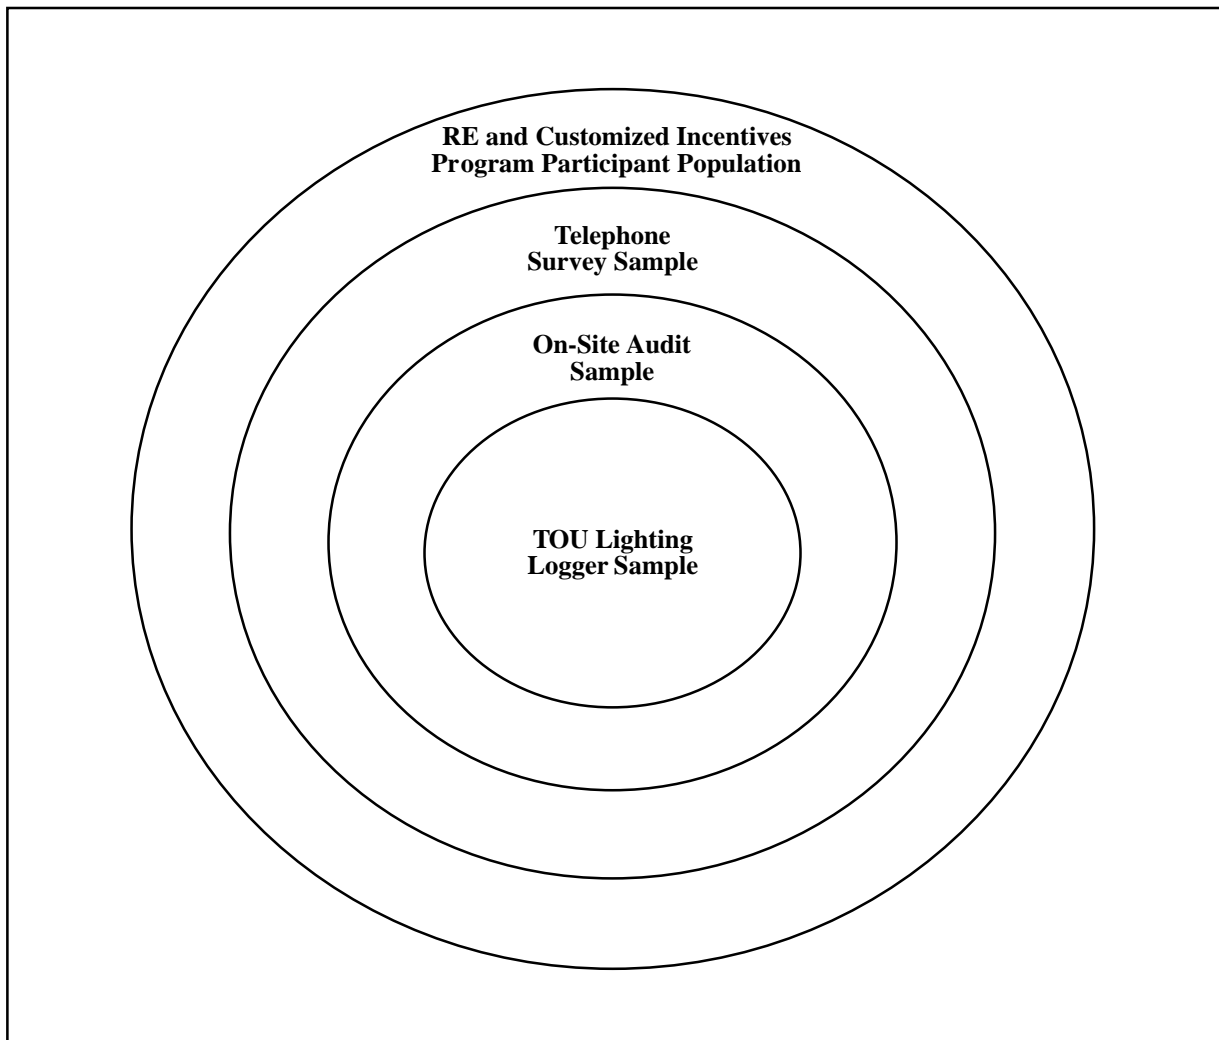 RE and Customized Incentives
Program Participant Population
Telephone
Survey Sample
On-Site Audit
Sample
TOU Lighting
Logger Sample